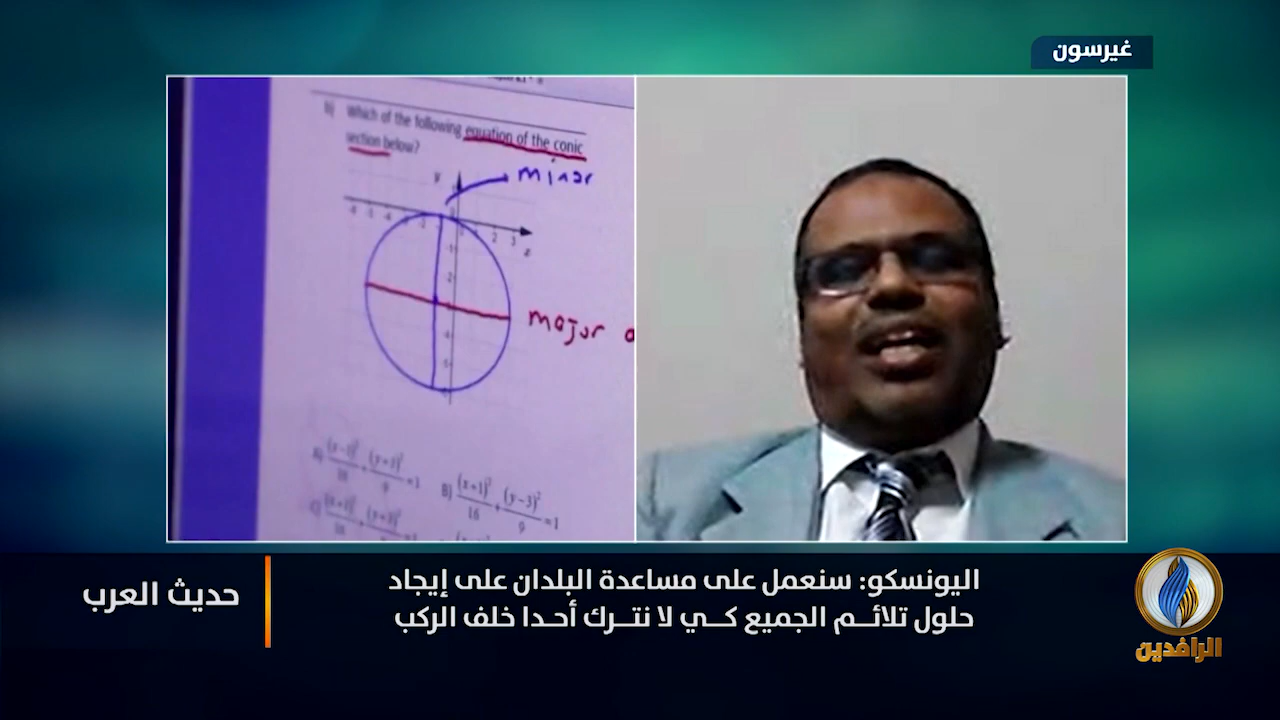 غيرسون
b) Which of the following equation of the conic
section below?
y
minor
x
major
A) (x-1)²/16 + (y+3)²/9 =1
B) (x+1)²/16 + (y-3)²/9 =1
اليونسكو: سنعمل على مساعدة البلدان على إيجاد
حلول تلائم الجميع كي لا نترك أحدا خلف الركب
حديث العرب
الرافدين